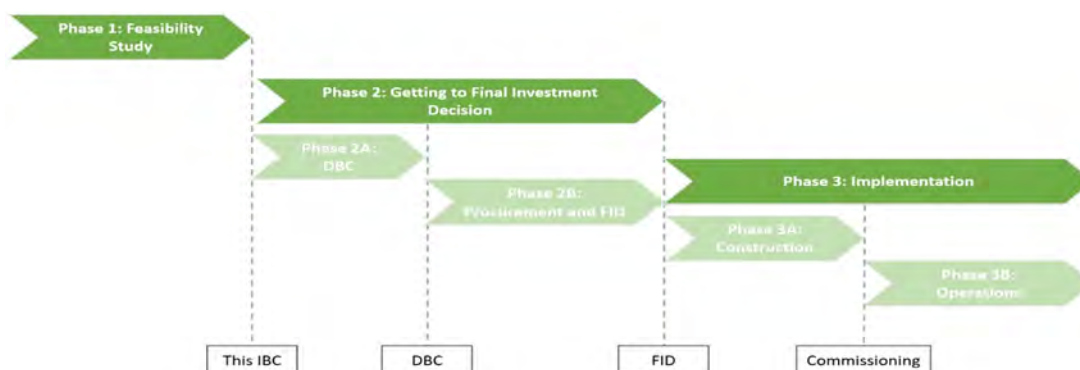 Phase 1: Feasibility
Study
Phase 2: Getting to Final Investment
Decision
Phase 2A:
DBC
Phase 2B:
Procurement and FID
Phase 3: Implementation
Phase 3A:
Construction
Phase 3B:
Operations
This IBC
DBC
FID
Commissioning